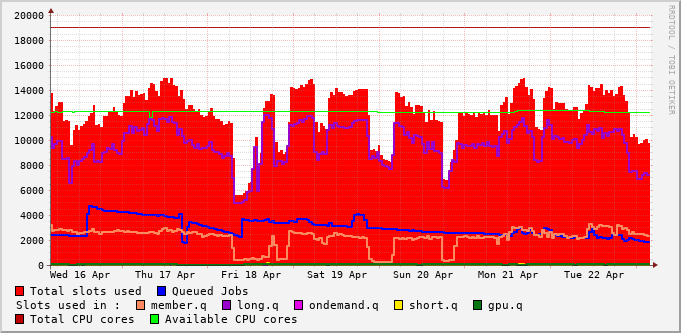 20000
18000
16000
14000
12000
10000
8000
6000
4000
2000
0
Wed 16 Apr Thu 17 Apr Fri 18 Apr Sat 19 Apr Sun 20 Apr Mon 21 Apr Tue 22 Apr
Total slots used Queued Jobs
Slots used in : member.q long.q ondemand.q short.q gpu.q
Total CPU cores Available CPU cores
RRDTOOL / TOBI OETIKER